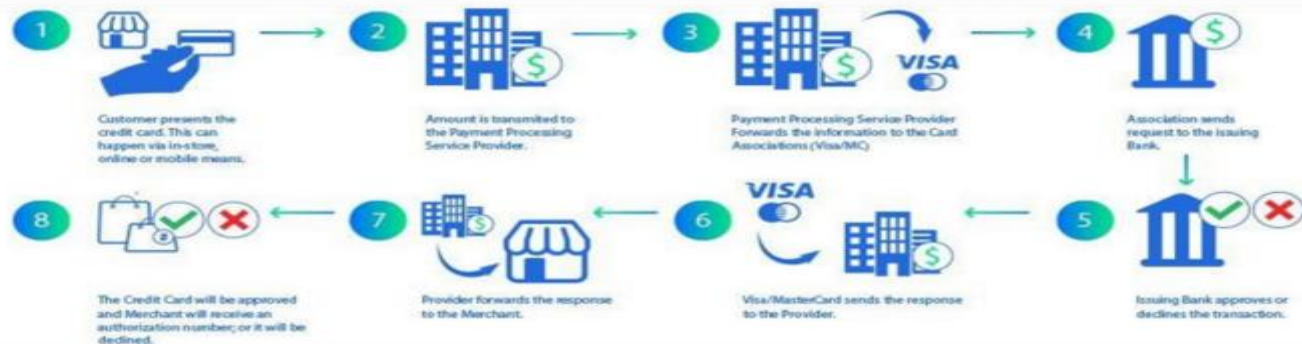 1
Customer presents the
credit card. This can
happen via in-store,
online or mobile means.
2
$
Amount is transmited to
the Payment Processing
Service Provider.
3
$
VISA
Payment Processing Service Provider
Forwards the information to the Card
Associations (Visa/MC)
4
$
Association sends
request to the issuing
Bank.
5
Issuing Bank approves or
declines the transaction.
6
VISA
$
Visa/MasterCard sends the response
to the Provider.
7
$
Provider forwards the response
to the Merchant.
8
The Credit Card will be approved
and Merchant will receive an
authorization number; or it will be
declined.